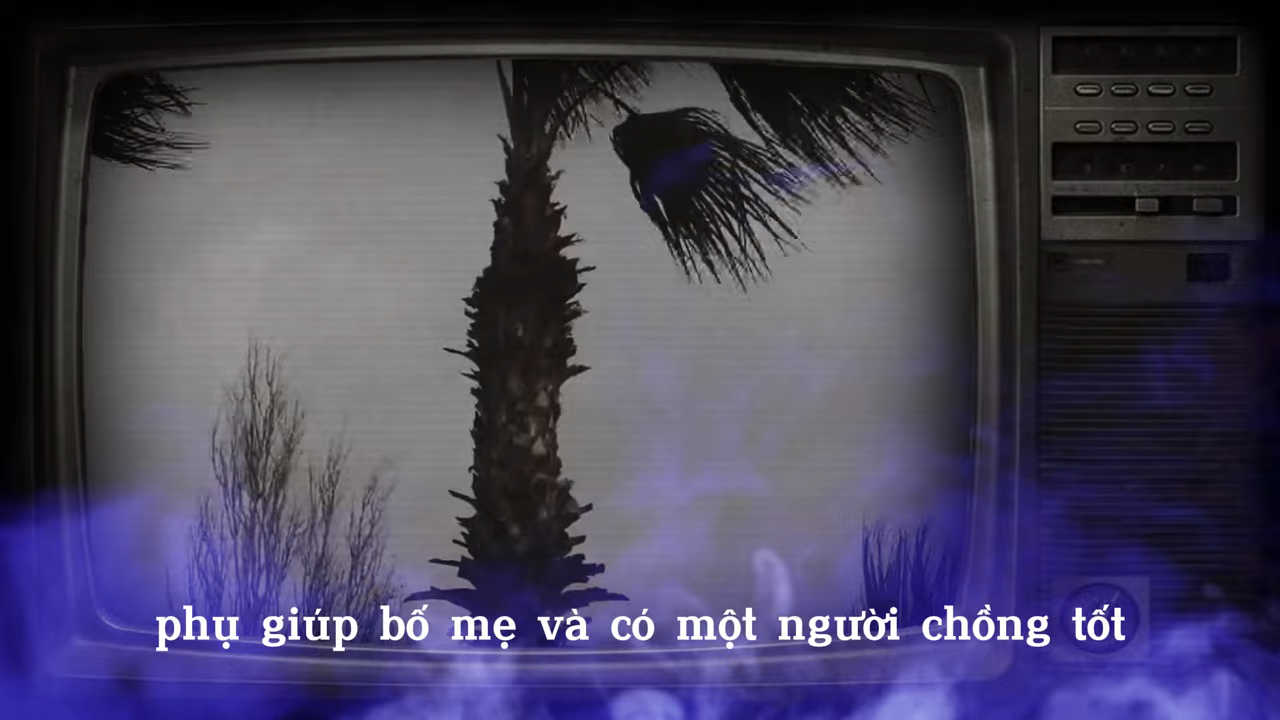 phụ giúp bố mẹ và có một người chồng tốt